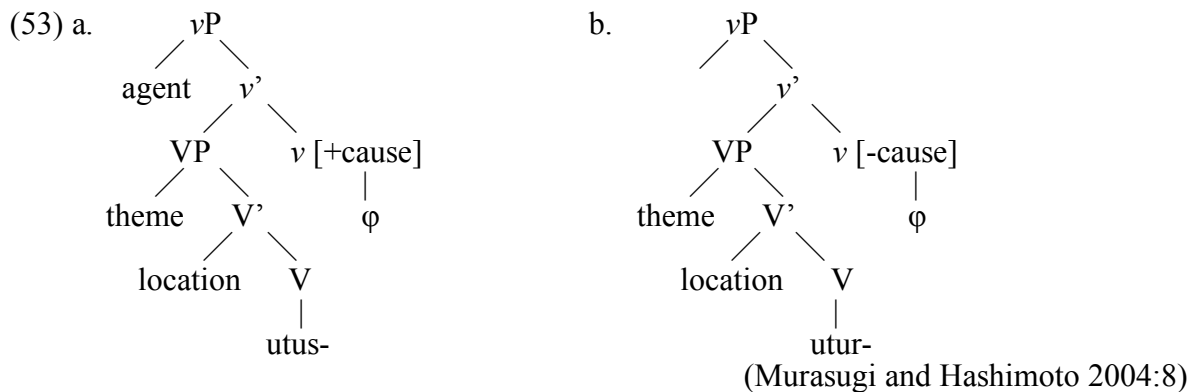 (53) a. vP b. vP
agent v’ v’
VP v [+cause] VP v [-cause]
theme V’ φ theme V’ φ
location V location V
utus- utur-
(Murasugi and Hashimoto 2004:8)